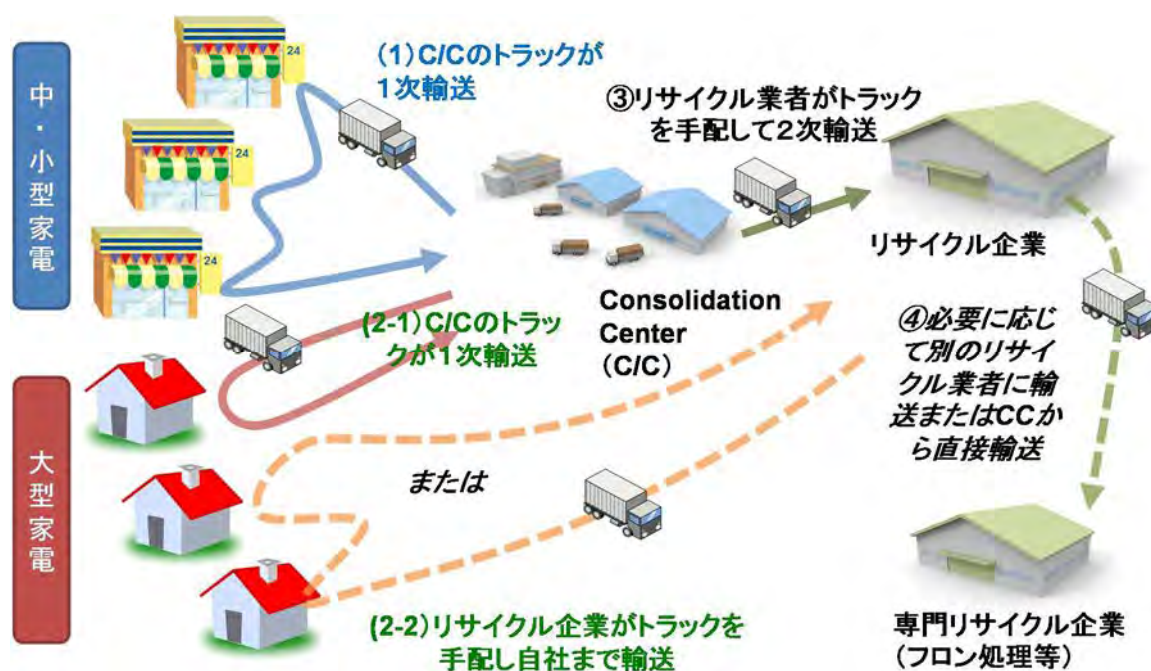 中・小型家電
大型家電
24
24
24
(1)C/Cのトラックが
1次輸送
③リサイクル業者がトラック
を手配して2次輸送
リサイクル企業
(2-1)C/Cのトラッ
クが1次輸送
Consolidation
Center
(C/C)
④必要に応じ
て別のリサイ
クル業者に輸
送またはCCか
ら直接輸送
または
(2-2)リサイクル企業がトラックを
手配し自社まで輸送
専門リサイクル企業
(フロン処理等)